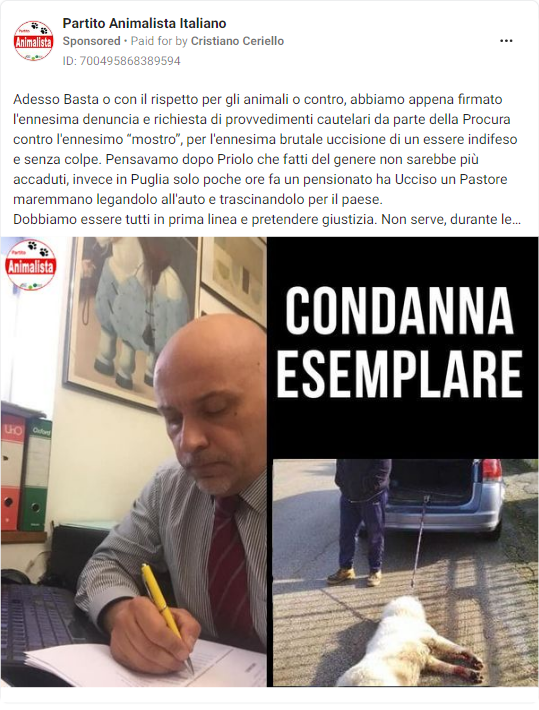 Partito Animalista Italiano
Sponsored • Paid for by Cristiano Ceriello
ID: 700495868389594
Adesso Basta o con il rispetto per gli animali o contro, abbiamo appena firmato
l'ennesima denuncia e richiesta di provvedimenti cautelari da parte della Procura
contro l'ennesimo “mostro”, per l'ennesima brutale uccisione di un essere indifeso
e senza colpe. Pensavamo dopo Priolo che fatti del genere non sarebbe più
accaduti, invece in Puglia solo poche ore fa un pensionato ha Ucciso un Pastore
maremmano legandolo all'auto e trascinandolo per il paese.
Dobbiamo essere tutti in prima linea e pretendere giustizia. Non serve, durante le…
Partito
Animalista
Partito
Animalista
CONDANNA
ESEMPLARE
UHO
Oxford